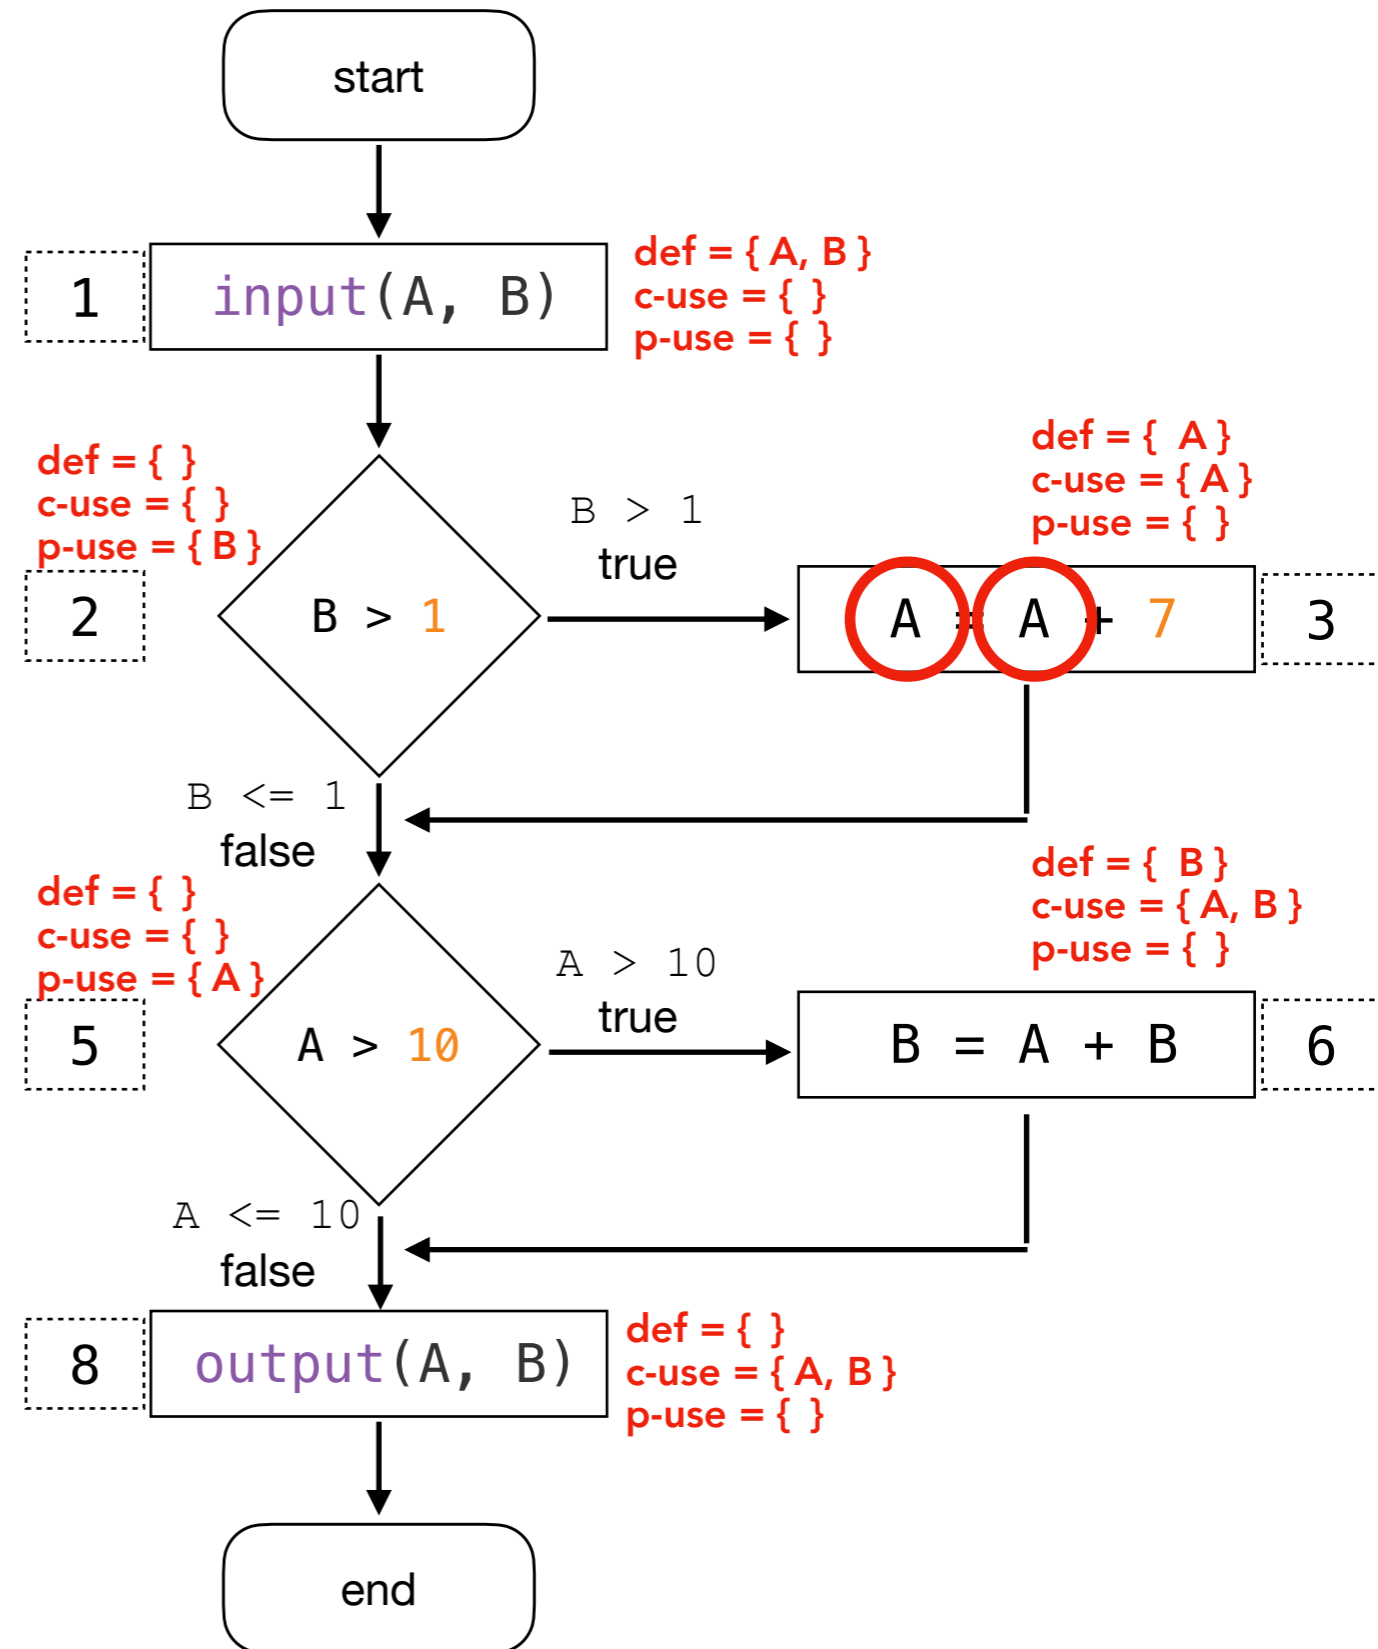 start
1
input(A, B)
def = { A, B }
c-use = { }
p-use = { }
def = { }
c-use = { }
p-use = { B }
2
B > 1
B > 1
true
def = { A }
c-use = { A }
p-use = { }
A = A + 7
3
B <= 1
false
def = { }
c-use = { }
p-use = { A }
5
A > 10
A > 10
true
def = { B }
c-use = { A, B }
p-use = { }
B = A + B
6
A <= 10
false
8
output(A, B)
def = { }
c-use = { A, B }
p-use = { }
end